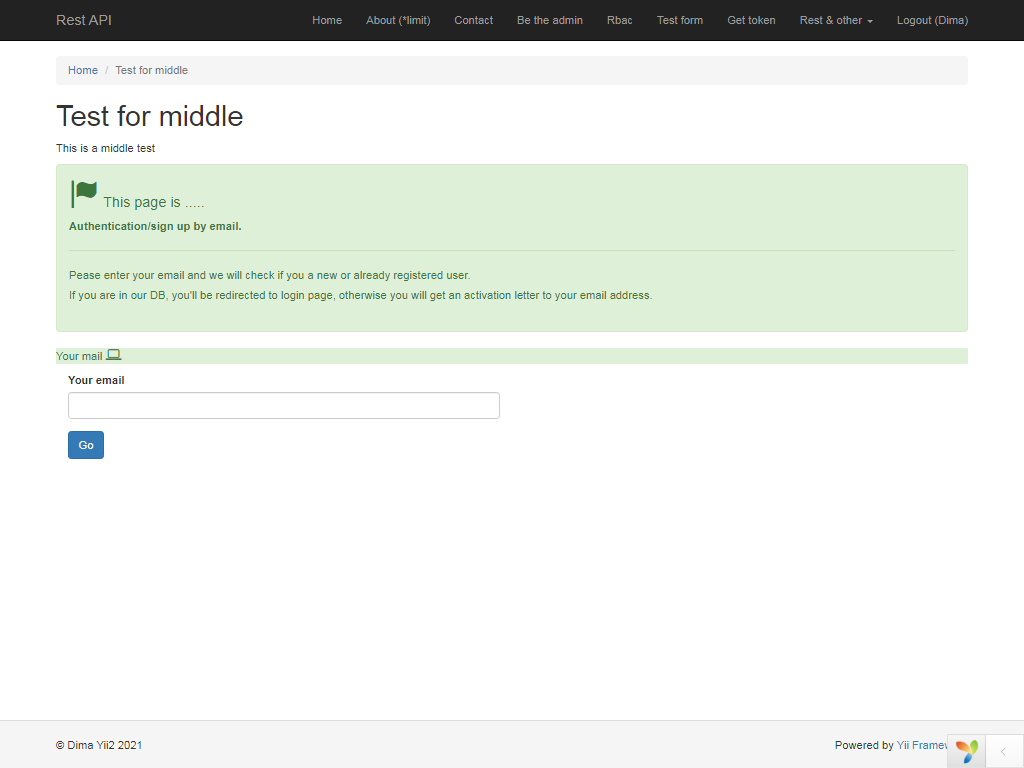 Rest API Home About (*limit) Contact Be the admin Rbac Test form Get token Rest & other Logout (Dima)
Home / Test for middle
Test for middle
This is a middle test
This page is .....
Authentication/sign up by email.
Pease enter your email and we will check if you a new or already registered user.
If you are in our DB, you'll be redirected to login page, otherwise you will get an activation letter to your email address.
Your mail
Your email
Go
© Dima Yii2 2021 Powered by Yii